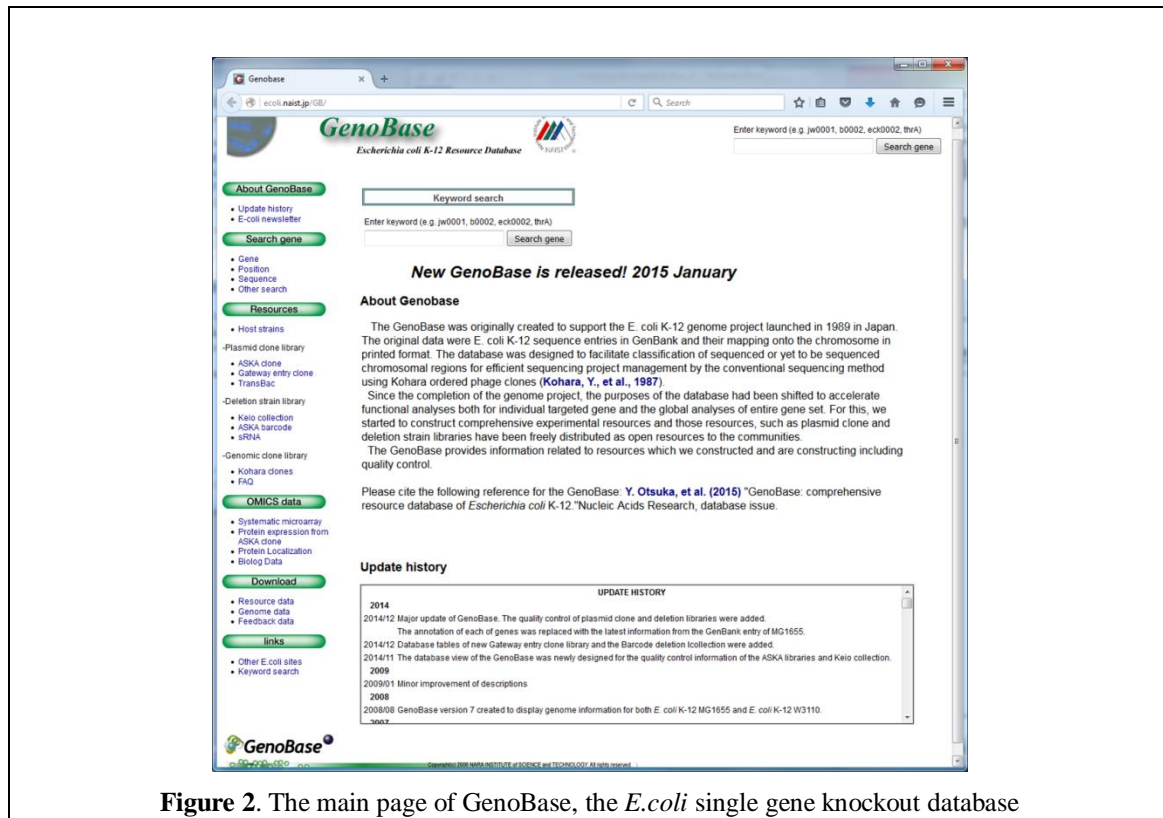 Genobase
ecoli.naist.jp/GB/
Search
GenoBase
Escherichia coli K-12 Resource Database
NAIST
Enter keyword (e.g. jw0001, b0002, eck0002, thrA)
Search gene
About GenoBase
• Update history
• E-coli newsletter
Search gene
• Gene
• Position
• Sequence
• Other search
Resources
• Host strains
-Plasmid clone library
• ASKA clone
• Gateway entry clone
• TransBac
-Deletion strain library
• Keio collection
• ASKA barcode
• sRNA
-Genomic clone library
• Kohara clones
• FAQ
OMICS data
• Systematic microarray
• Protein expression from
ASKA clone
• Protein Localization
• Biolog Data
Download
• Resource data
• Genome data
• Feedback data
links
• Other E.coli sites
• Keyword search
GenoBase
Keyword search
Enter keyword (e.g. jw0001, b0002, eck0002, thrA)
Search gene
New GenoBase is released! 2015 January
About Genobase
The GenoBase was originally created to support the E. coli K-12 genome project launched in 1989 in Japan.
The original data were E. coli K-12 sequence entries in GenBank and their mapping onto the chromosome in
printed format. The database was designed to facilitate classification of sequenced or yet to be sequenced
chromosomal regions for efficient sequencing project management by the conventional sequencing method
using Kohara ordered phage clones (Kohara, Y., et al., 1987).
Since the completion of the genome project, the purposes of the database had been shifted to accelerate
functional analyses both for individual targeted gene and the global analyses of entire gene set. For this, we
started to construct comprehensive experimental resources and those resources, such as plasmid clone and
deletion strain libraries have been freely distributed as open resources to the communities.
The GenoBase provides information related to resources which we constructed and are constructing including
quality control.
Please cite the following reference for the GenoBase: Y. Otsuka, et al. (2015) "GenoBase: comprehensive
resource database of Escherichia coli K-12."Nucleic Acids Research, database issue.
Update history
UPDATE HISTORY
2014
2014/12 Major update of GenoBase. The quality control of plasmid clone and deletion libraries were added.
The annotation of each of genes was replaced with the latest information from the GenBank entry of MG1655.
2014/12 Database tables of new Gateway entry clone library and the Barcode deletion lcollection were added.
2014/11 The database view of the GenoBase was newly designed for the quality control information of the ASKA libraries and Keio collection.
2009
2009/01 Minor improvement of descriptions
2008
2008/08 GenoBase version 7 created to display genome information for both E. coli K-12 MG1655 and E. coli K-12 W3110.
2007
Copyright(c) 2006 NARA INSTITUTE of SCIENCE and TECHNOLOGY All rights reserved.
Figure 2. The main page of GenoBase, the E.coli single gene knockout database